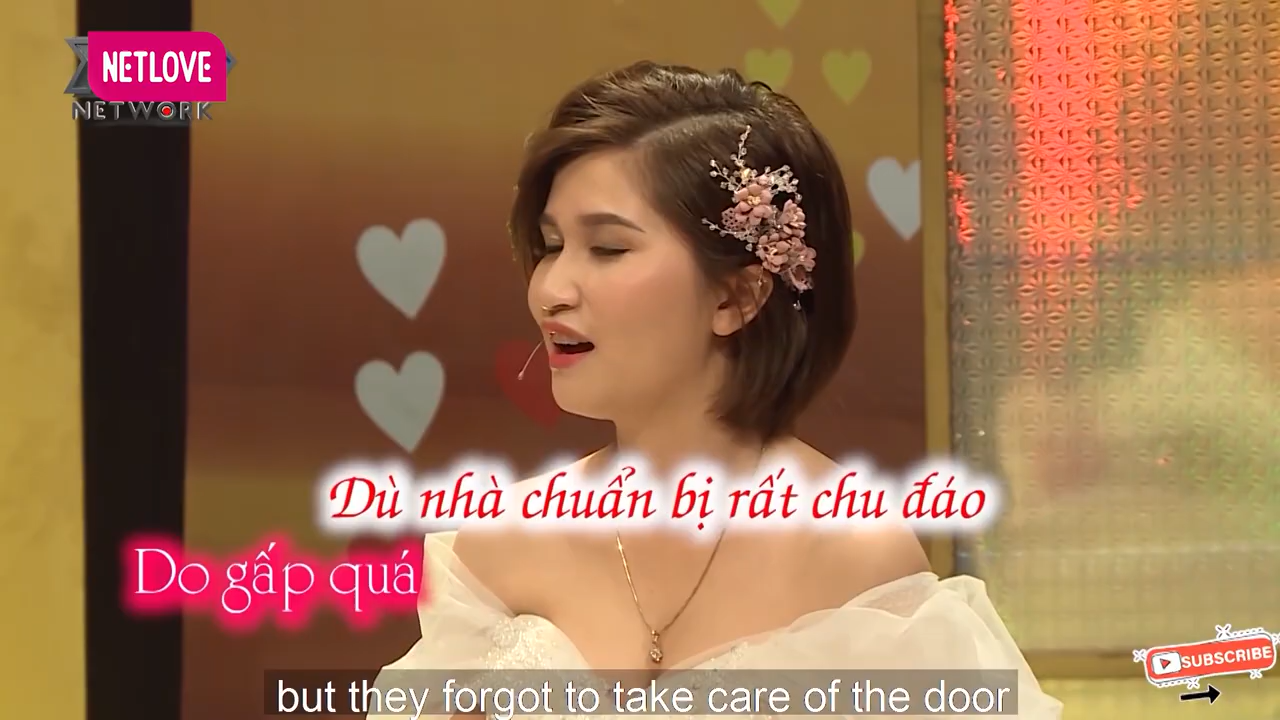 NETLOVE
NETWORK
Dù nhà chuẩn bị rất chu đáo
Do gấp quá
SUBSCRIBE
but they forgot to take care of the door